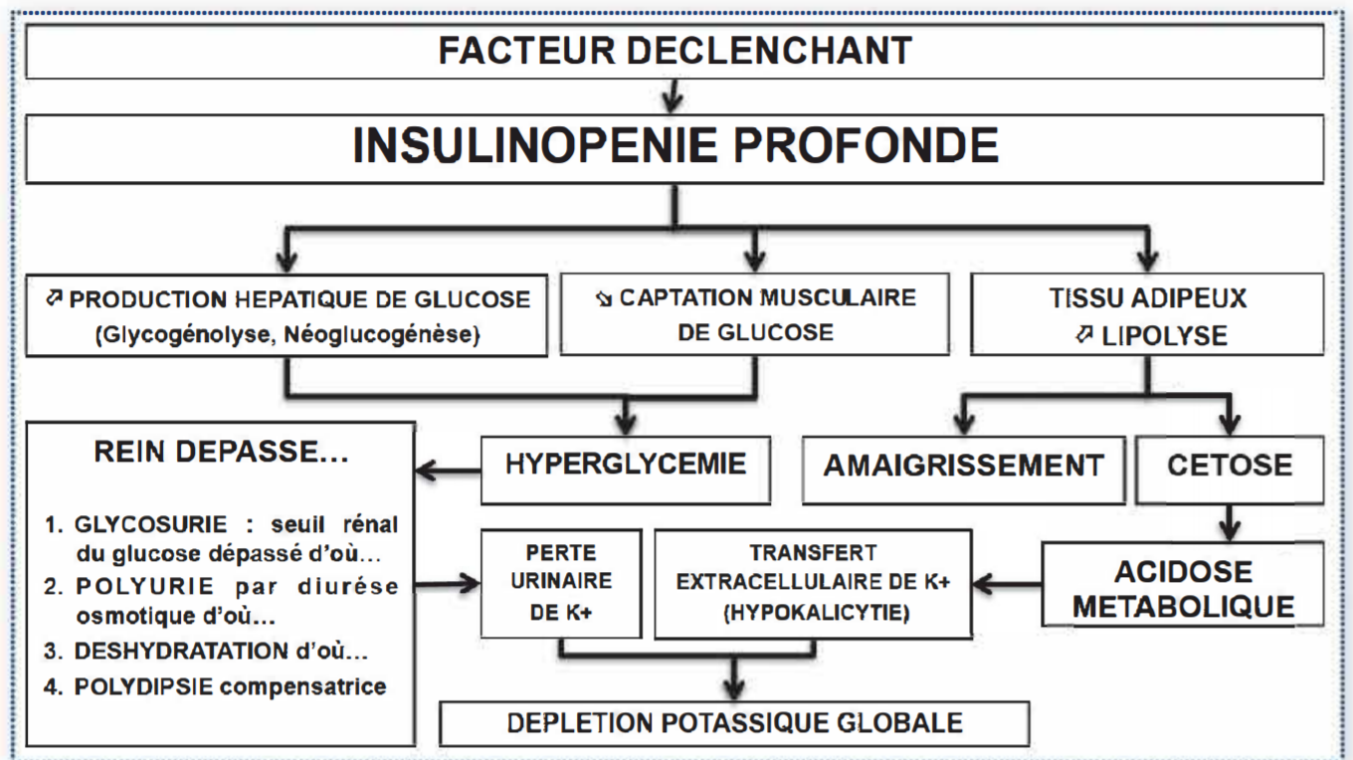 FACTEUR DECLENCHANT
INSULINOPENIE PROFONDE
⬀ PRODUCTION HEPATIQUE DE GLUCOSE
(Glycogénolyse, Néoglucogénèse)
⬂ CAPTATION MUSCULAIRE
DE GLUCOSE
TISSU ADIPEUX
⬀ LIPOLYSE
REIN DEPASSE...
1. GLYCOSURIE : seuil rénal
du glucose dépassé d'où...
2. POLYURIE par diurése
osmotique d'où...
3. DESHYDRATATION d'où...
4. POLYDIPSIE compensatrice
HYPERGLYCEMIE
AMAIGRISSEMENT
CETOSE
PERTE
URINAIRE
DE K+
TRANSFERT
EXTRACELLULAIRE DE K+
(HYPOKALICYTIE)
ACIDOSE
METABOLIQUE
DEPLETION POTASSIQUE GLOBALE